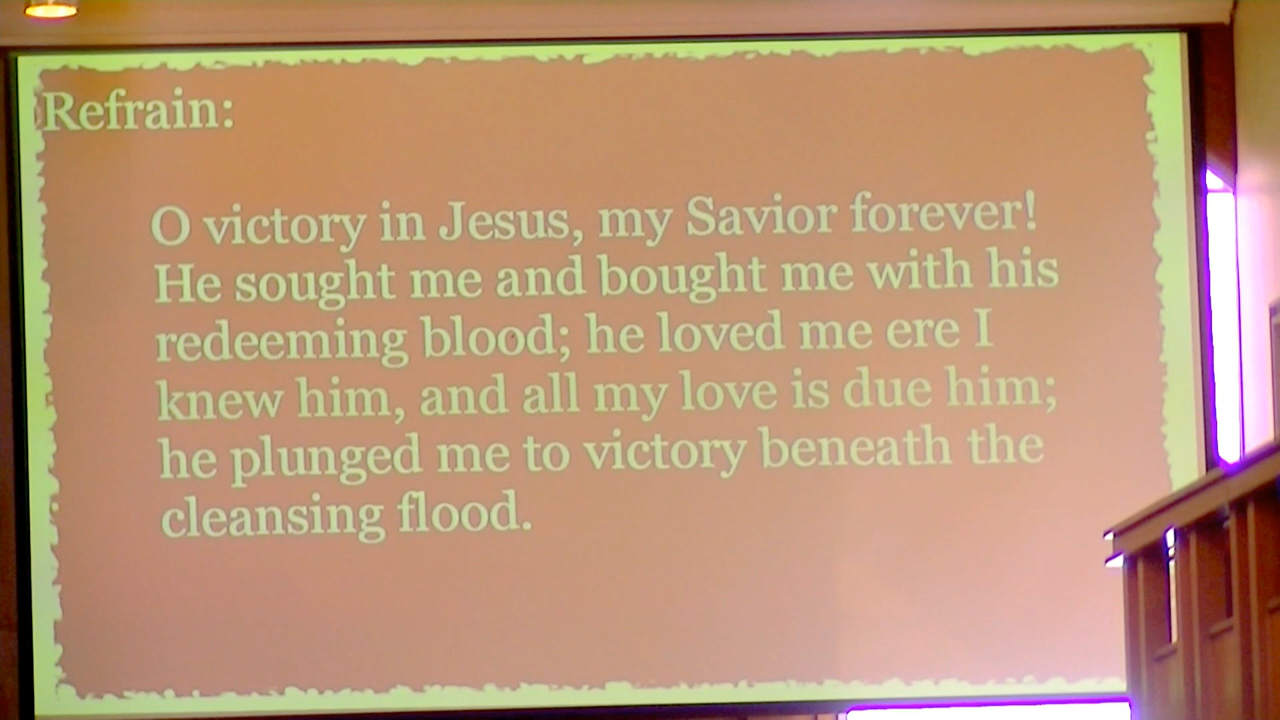 Refrain:
O victory in Jesus, my Savior forever!
He sought me and bought me with his
redeeming blood; he loved me ere I
knew him, and all my love is due him;
he plunged me to victory beneath the
cleansing flood.